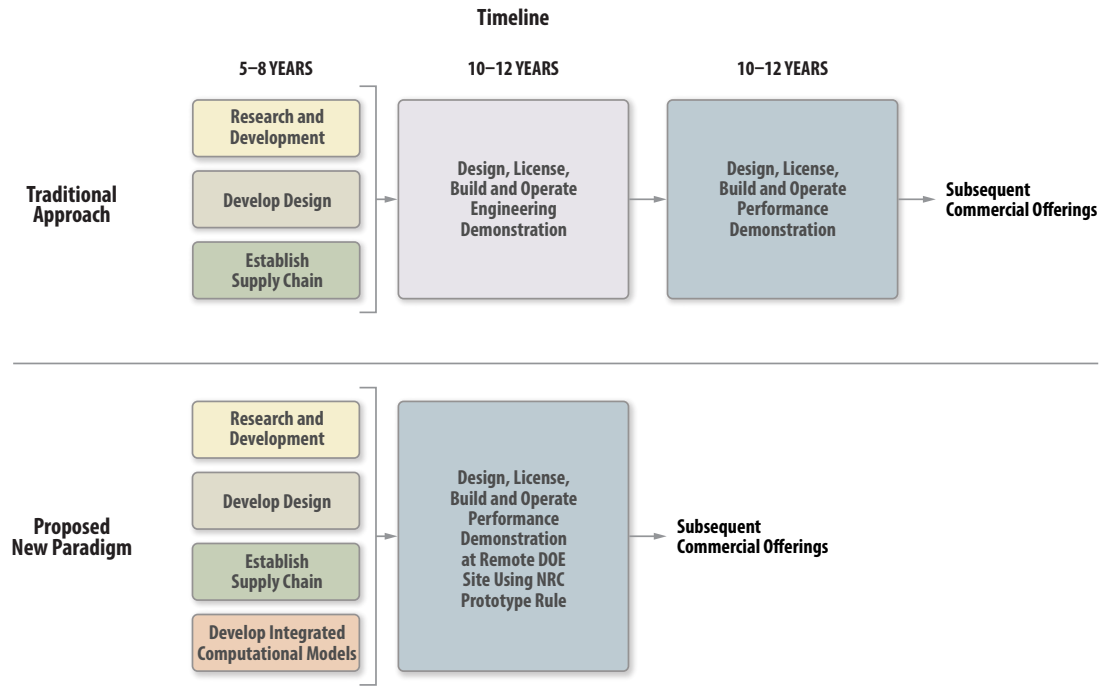 Timeline
5–8 YEARS
10–12 YEARS
10–12 YEARS
Traditional
Approach
Research and
Development
Develop Design
Establish
Supply Chain
Design, License,
Build and Operate
Engineering
Demonstration
Design, License,
Build and Operate
Performance
Demonstration
Subsequent
Commercial Offerings
Proposed
New Paradigm
Research and
Development
Develop Design
Establish
Supply Chain
Develop Integrated
Computational Models
Design, License,
Build and Operate
Performance
Demonstration
at Remote DOE
Site Using NRC
Prototype Rule
Subsequent
Commercial Offerings